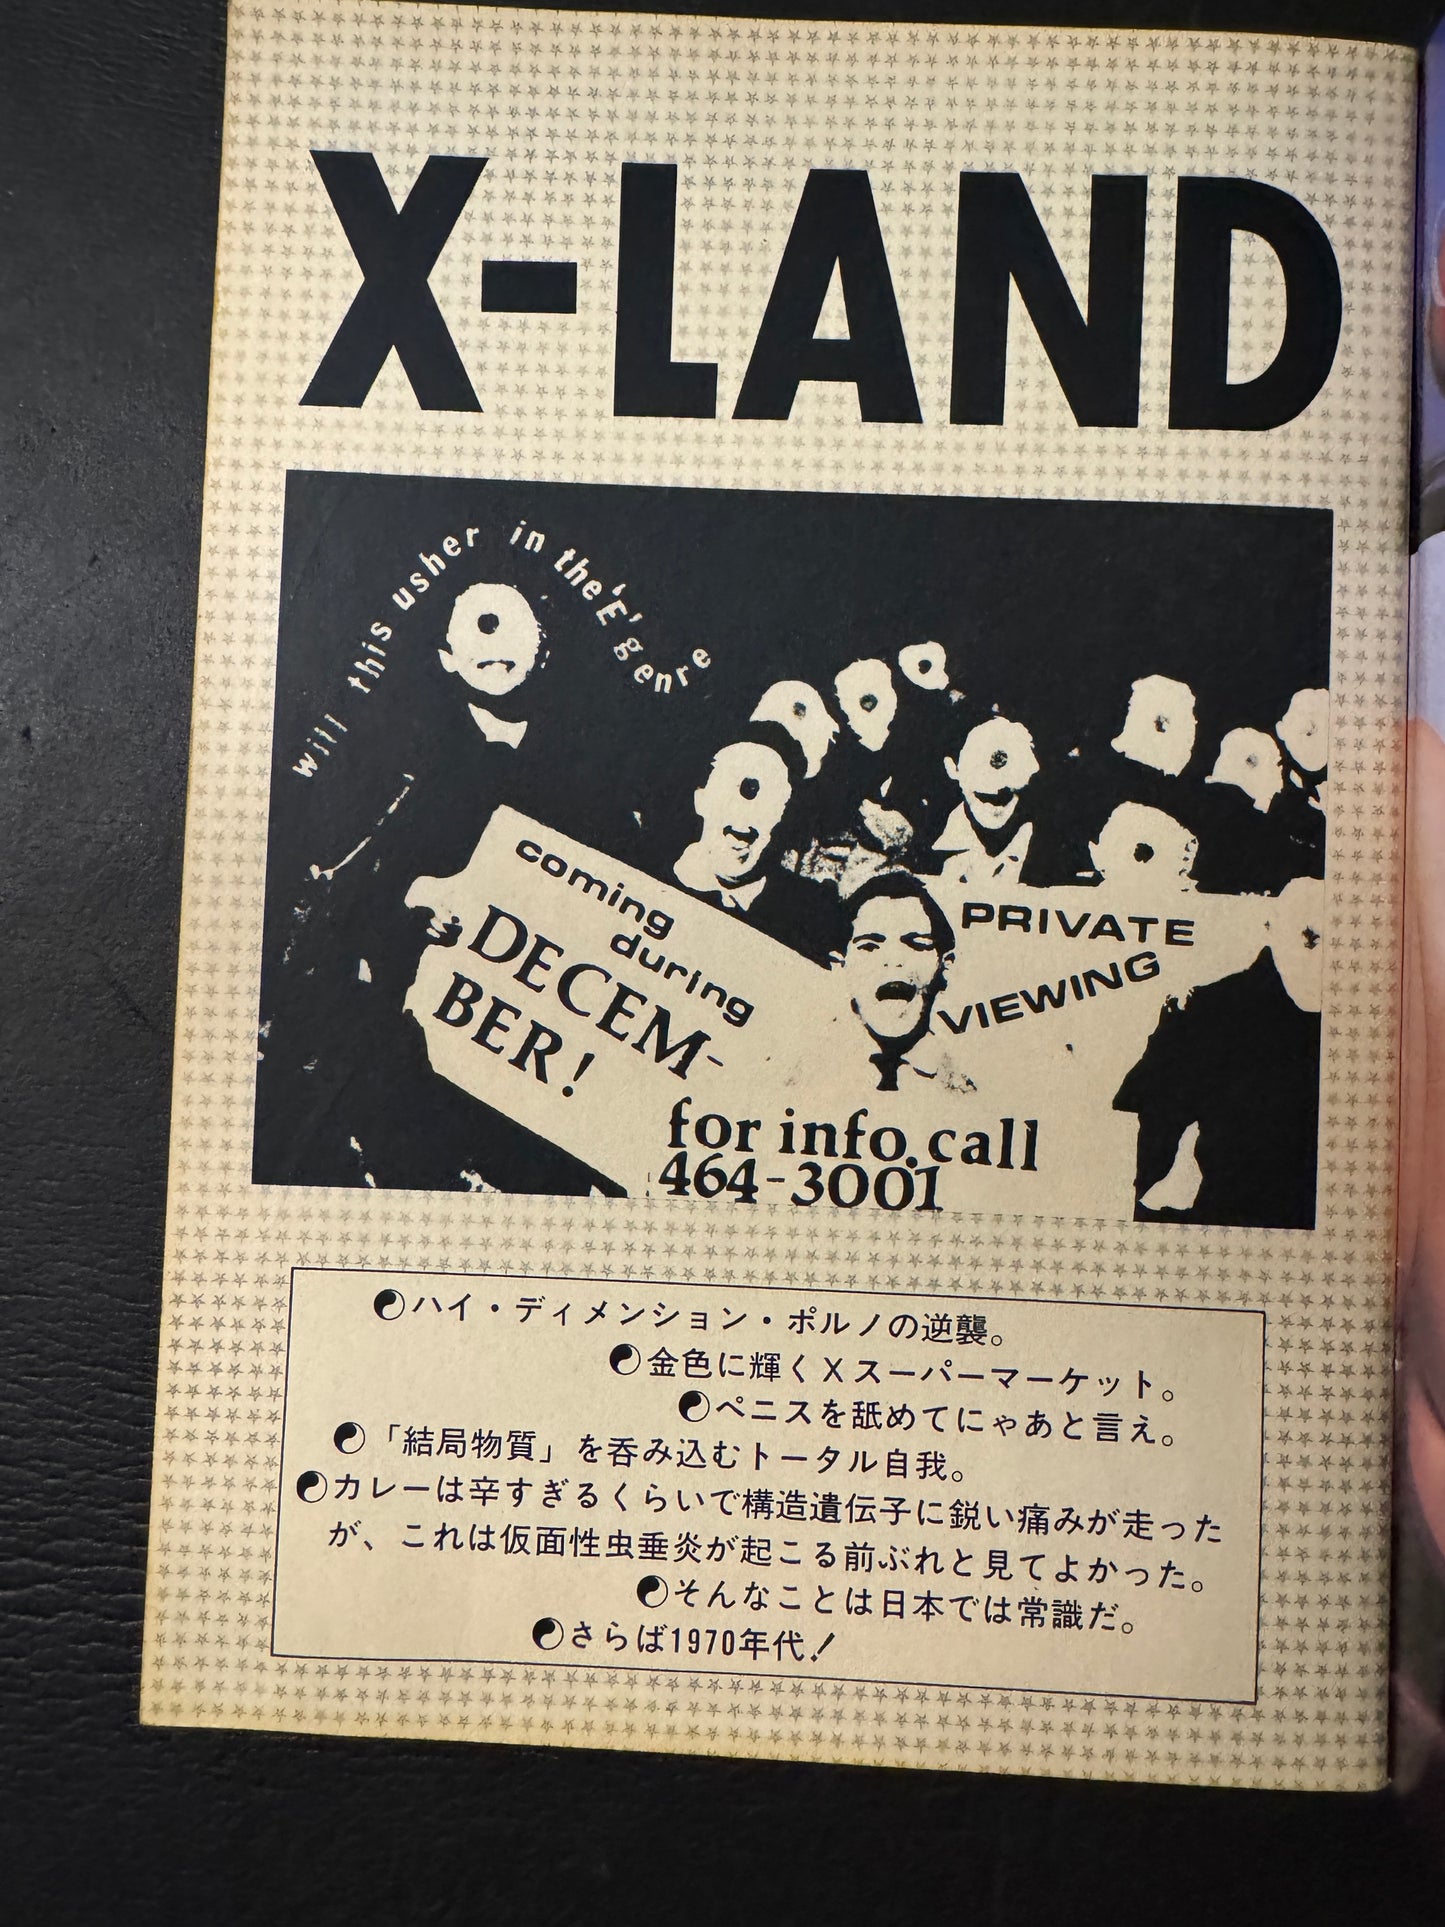 X-LAND
will this usher in the 'E' genre
coming
during
DECEM-
BER!
PRIVATE
VIEWING
for info. call
464-3001
☯ハイ・ディメンション・ポルノの逆襲。
☯金色に輝くXスーパーマーケット。
☯ペニスを舐めてにゃあと言え。
☯「結局物質」を呑み込むトータル自我。
☯カレーは辛すぎるくらいで構造遺伝子に鋭い痛みが走った
が、これは仮面性虫垂炎が起こる前ぶれと見てよかった。
☯そんなことは日本では常識だ。
☯さらば1970年代!